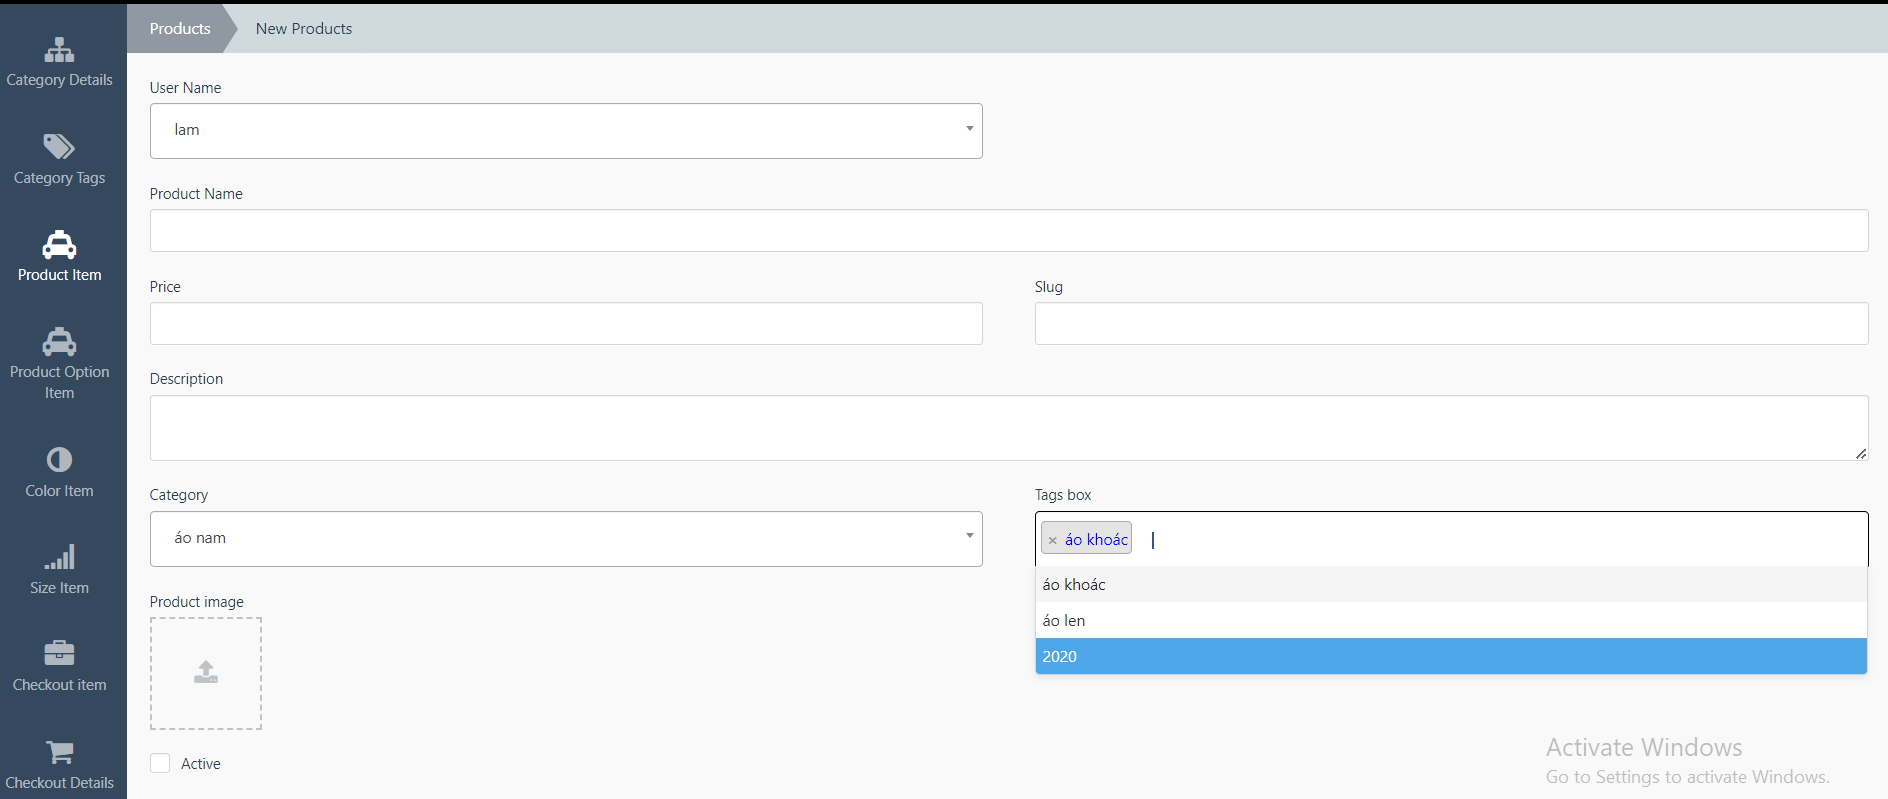 Category Details
Category Tags
Product Item
Product Option
Item
Color Item
Size Item
Checkout item
Checkout Details
Products
New Products
User Name
lam
Product Name
Price
Slug
Description
Category
Tags box
áo nam
× áo khoác
áo khoác
áo len
2020
Product image
Active
Activate Windows
Go to Settings to activate Windows.